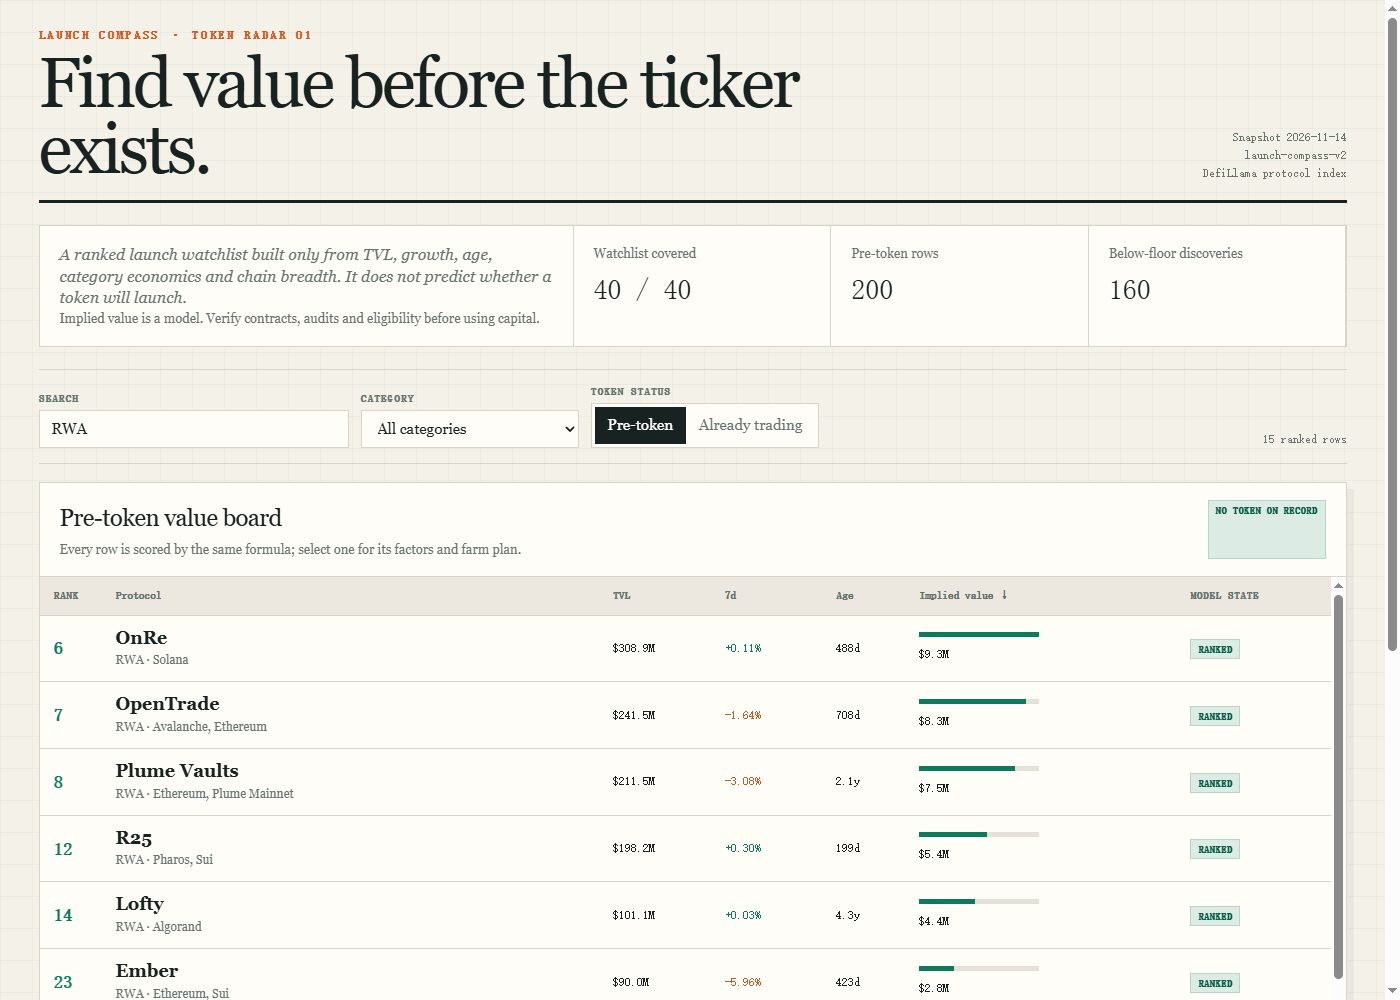 LAUNCH COMPASS · TOKEN RADAR 01
Find value before the ticker
exists.
Snapshot 2026-11-14
launch-compass-v2
DefiLlama protocol index
A ranked launch watchlist built only from TVL, growth, age,
category economics and chain breadth. It does not predict whether a
token will launch.
Implied value is a model. Verify contracts, audits and eligibility before using capital.
Watchlist covered
40 / 40
Pre-token rows
200
Below-floor discoveries
160
SEARCH
RWA
CATEGORY
All categories
TOKEN STATUS
Pre-token Already trading
15 ranked rows
Pre-token value board
Every row is scored by the same formula; select one for its factors and farm plan.
NO TOKEN ON RECORD
RANK Protocol TVL 7d Age Implied value ↓ MODEL STATE
6 OnRe $308.9M +0.11% 488d $9.3M RANKED
RWA · Solana
7 OpenTrade $241.5M -1.64% 708d $8.3M RANKED
RWA · Avalanche, Ethereum
8 Plume Vaults $211.5M -3.08% 2.1y $7.5M RANKED
RWA · Ethereum, Plume Mainnet
12 R25 $198.2M +0.30% 199d $5.4M RANKED
RWA · Pharos, Sui
14 Lofty $101.1M +0.03% 4.3y $4.4M RANKED
RWA · Algorand
23 Ember $90.0M -5.96% 423d $2.8M RANKED
RWA · Ethereum, Sui